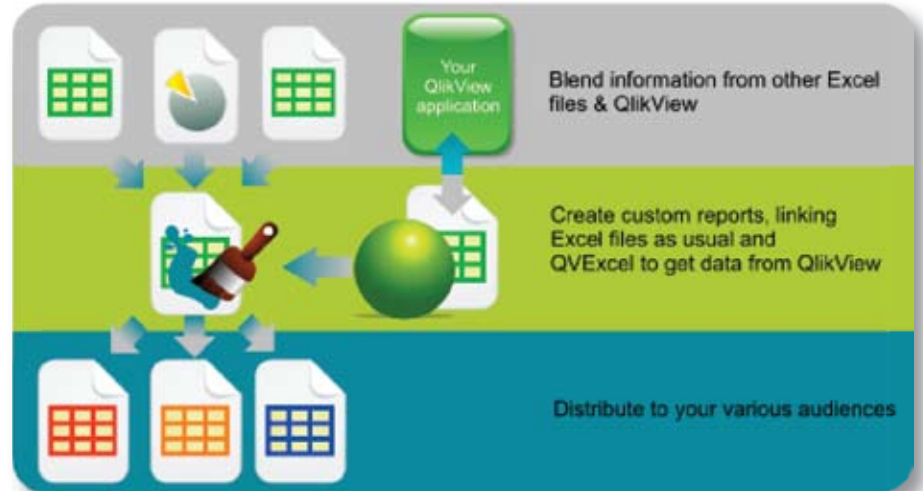 Your
QlikView
application
Blend information from other Excel
files & QlikView
Create custom reports, linking
Excel files as usual and
QVExcel to get data from QlikView
Distribute to your various audiences